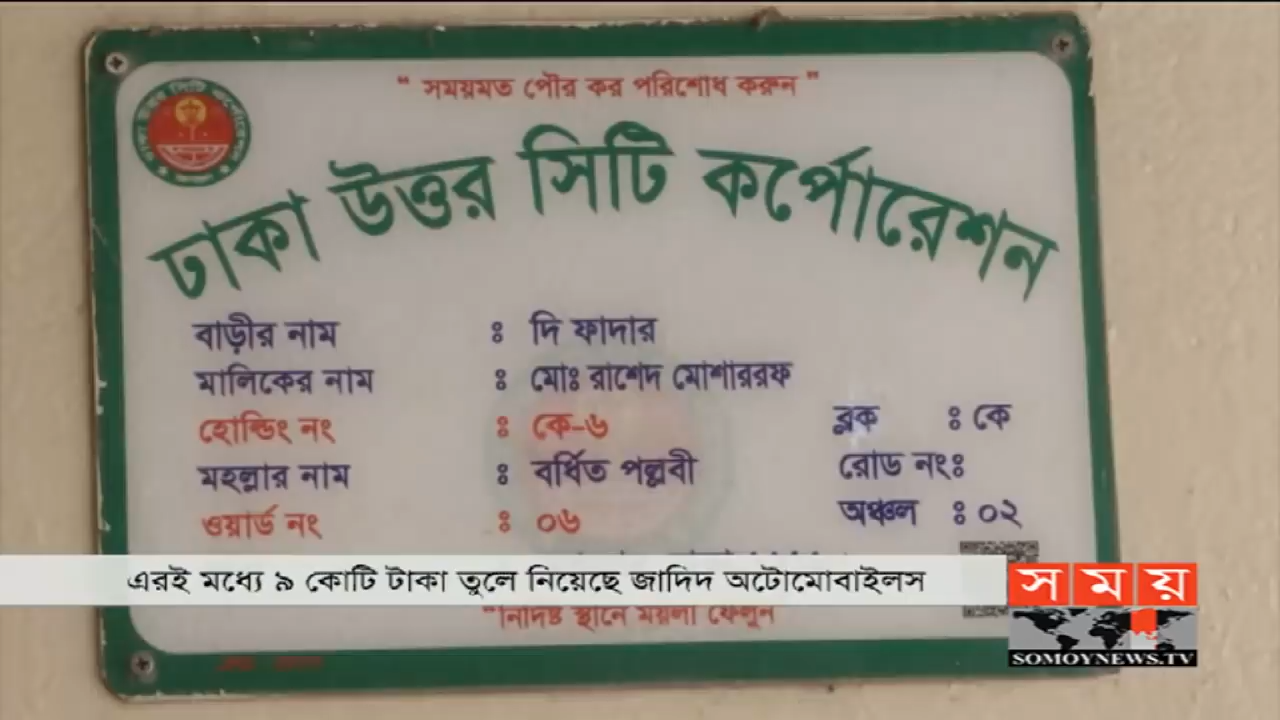 " সময়মত পৌর কর পরিশোধ করুন "
ঢাকা উত্তর সিটি কর্পোরেশন
বাড়ীর নাম ঃ দি ফাদার
মালিকের নাম ঃ মোঃ রাশেদ মোশাররফ
হোল্ডিং নং ঃ কে-৬ ব্লক ঃ কে
মহল্লার নাম ঃ বর্ধিত পল্লবী রোড নংঃ
ওয়ার্ড নং ঃ ০৬ অঞ্চল ঃ ০২
এরই মধ্যে ৯ কোটি টাকা তুলে নিয়েছে জাদিদ অটোমোবাইলস
"নির্দিষ্ট স্থানে ময়লা ফেলুন
সময়
SOMOYNEWS.TV